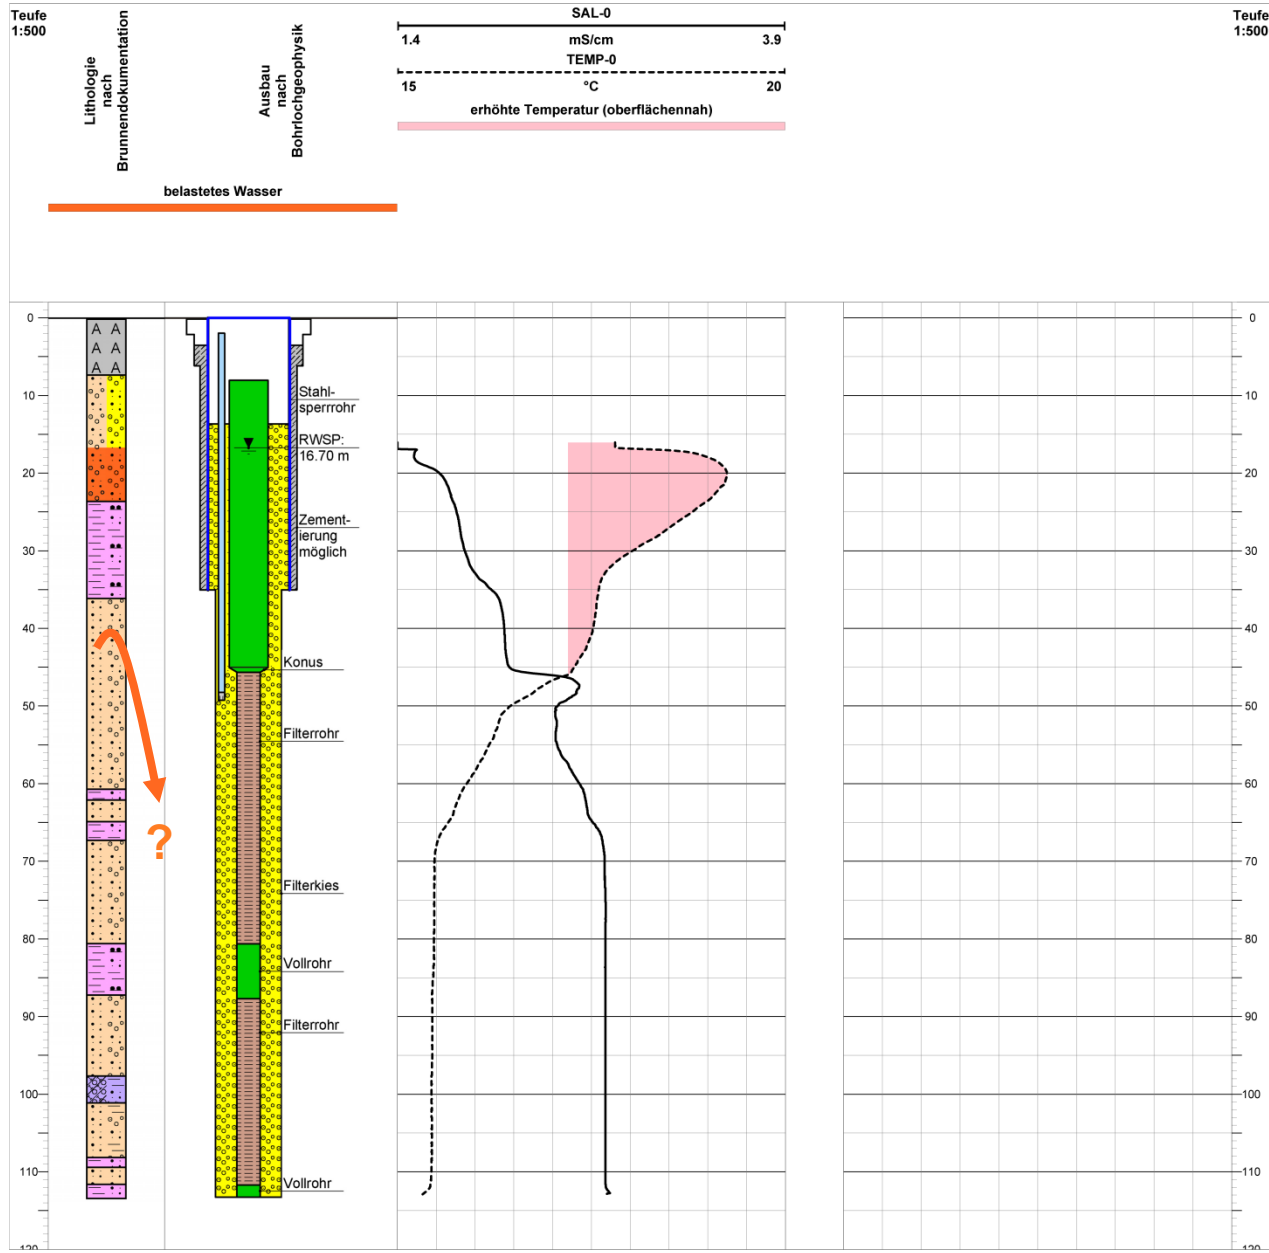 Teufe
1:500
Lithologie
nach
Brunnendokumentation
Ausbau
nach
Bohrlochgeophysik
SAL-0
1.4 mS/cm 3.9
TEMP-0
15 °C 20
erhöhte Temperatur (oberflächennah)
Teufe
1:500
belastetes Wasser
0 0
A A
A A
A A
10 Stahl- 10
sperrrohr
RWSP:
16.70 m
20 20
Zement-
ierung
möglich
30 30
40 40
Konus
50 50
Filterrohr
60 60
?
70 70
Filterkies
80 80
Vollrohr
90 90
Filterrohr
100 100
110 110
Vollrohr
120 120